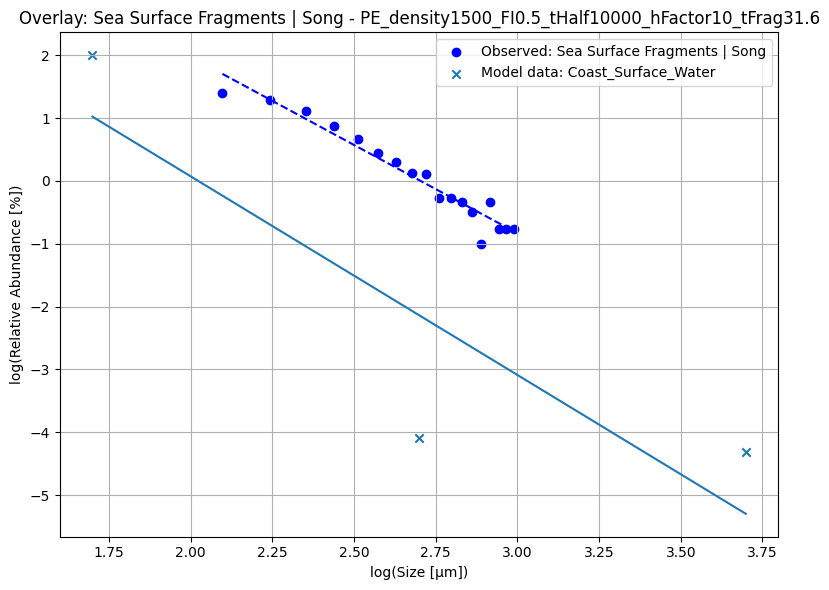 Overlay: Sea Surface Fragments | Song - PE_density1500_FI0.5_tHalf10000_hFactor10_tFrag31.6
Observed: Sea Surface Fragments | Song
Model data: Coast_Surface_Water
log(Relative Abundance [%])
2
1
0
−1
−2
−3
−4
−5
1.75 2.00 2.25 2.50 2.75 3.00 3.25 3.50 3.75
log(Size [µm])